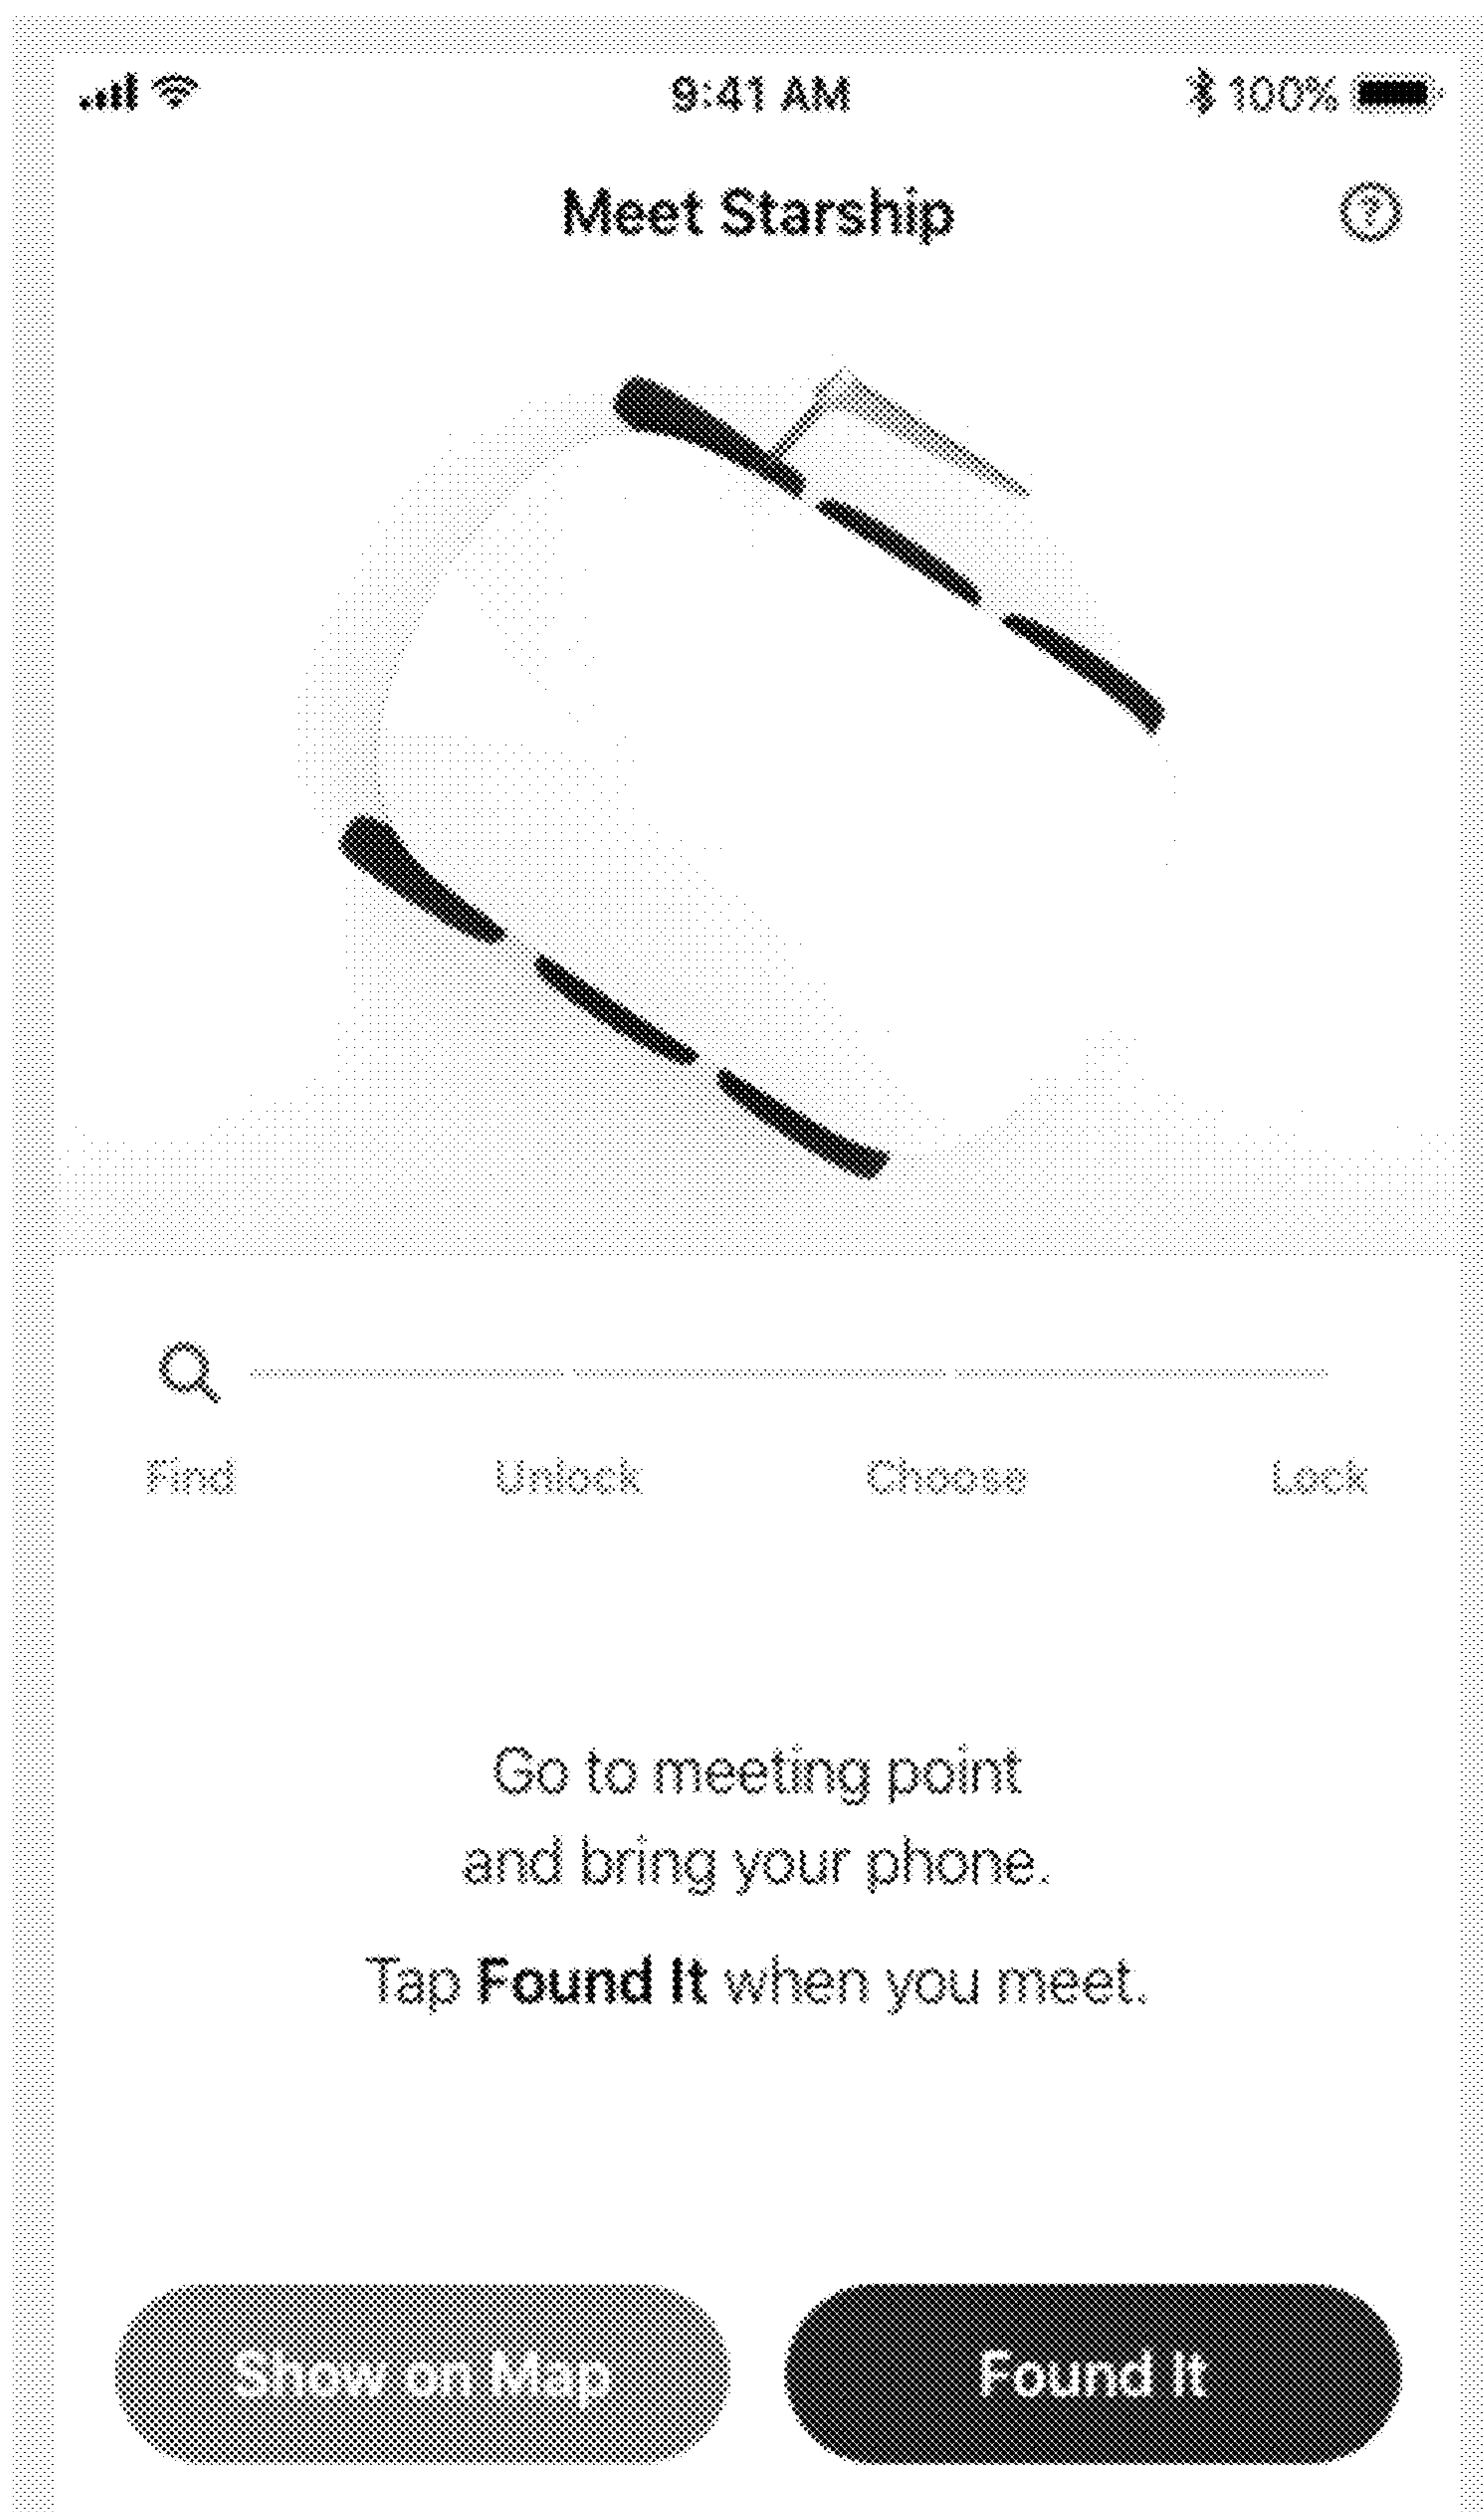 9:41 AM 100%
Meet Starship ?
Find Unlock Choose Lock
Go to meeting point
and bring your phone.
Tap Found It when you meet.
Show on Map Found It